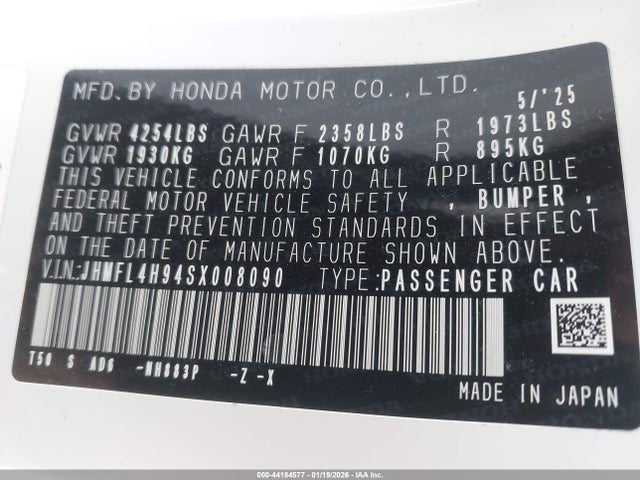 MFD. BY HONDA MOTOR CO., LTD. 5/'25
GVWR 4254LBS GAWR F 2358LBS R 1973LBS
GVWR 1930KG GAWR F 1070KG R 895KG
THIS VEHICLE CONFORMS TO ALL APPLICABLE
FEDERAL MOTOR VEHICLE SAFETY , BUMPER ,
AND THEFT PREVENTION STANDARDS IN EFFECT
ON THE DATE OF MANUFACTURE SHOWN ABOVE.
VIN:JHMFL4H94SX008090 TYPE:PASSENGER CAR
T50 S AD6 -NH883P -Z -X
MADE IN JAPAN
000-44184577 - 01/19/2026 - IAA Inc.